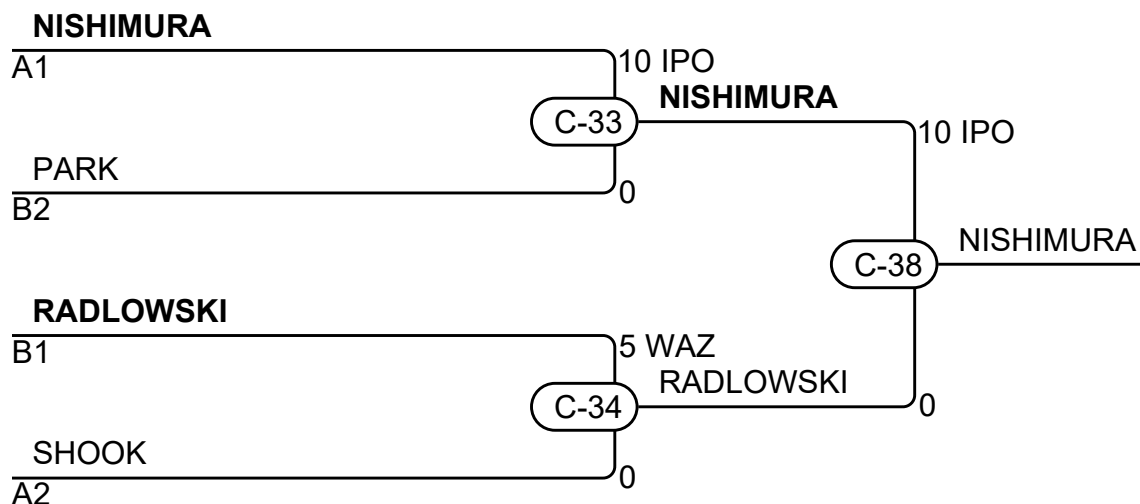 NISHIMURA
A1
10 IPO
NISHIMURA
C-33
10 IPO
PARK
B2
0
NISHIMURA
C-38
RADLOWSKI
B1
5 WAZ
RADLOWSKI
C-34
0
SHOOK
A2
0